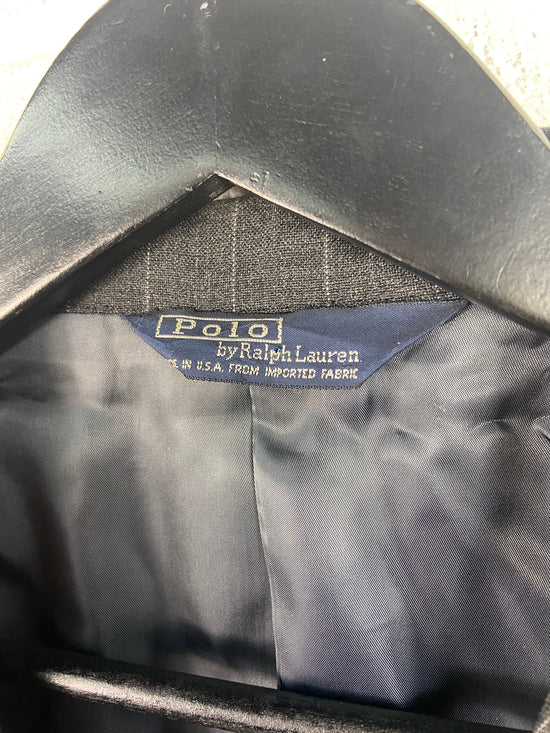 Polo
by Ralph Lauren
E IN U.S.A. FROM IMPORTED FABRIC